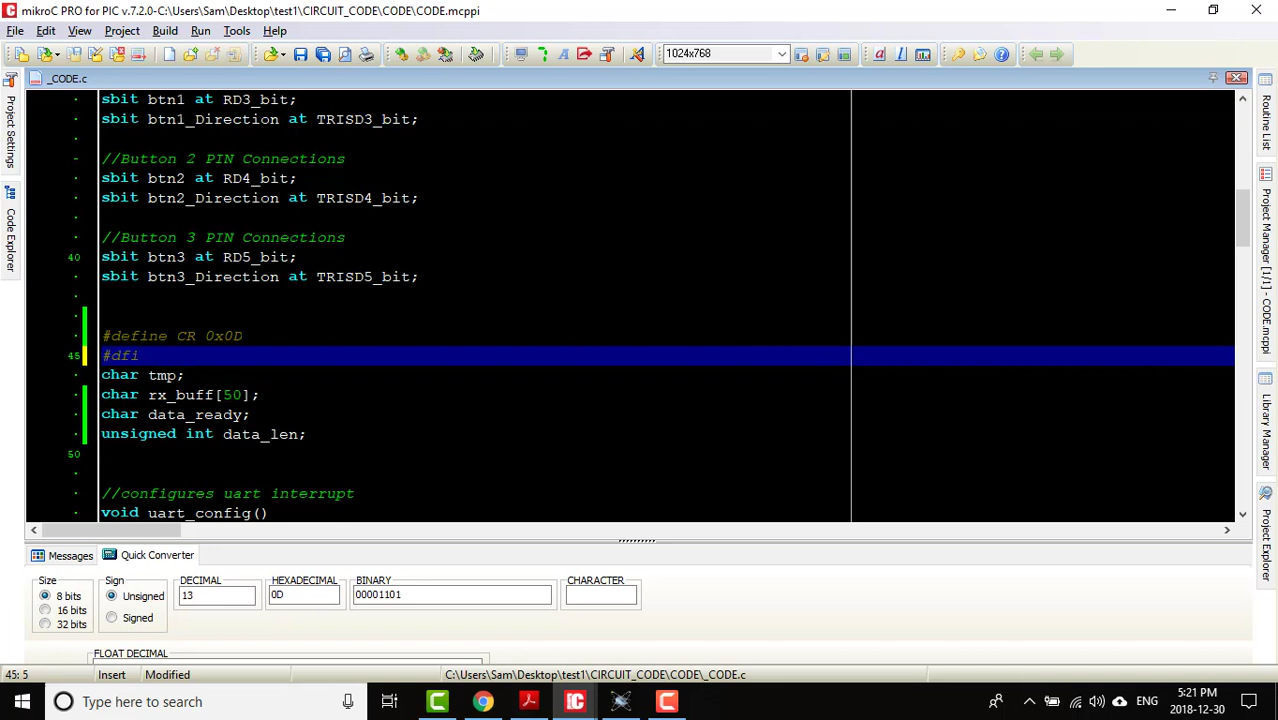 mikroC PRO for PIC v.7.2.0-C:\Users\Sam\Desktop\test1\CIRCUIT_CODE\CODE\CODE.mcppi
File Edit View Project Build Run Tools Help
1024x768
_CODE.c
sbit btn1 at RD3_bit;
sbit btn1_Direction at TRISD3_bit;
//Button 2 PIN Connections
sbit btn2 at RD4_bit;
sbit btn2_Direction at TRISD4_bit;
//Button 3 PIN Connections
40 sbit btn3 at RD5_bit;
sbit btn3_Direction at TRISD5_bit;
#define CR 0x0D
45 #dfi
char tmp;
char rx_buff[50];
char data_ready;
unsigned int data_len;
50
//configures uart interrupt
void uart_config()
Project Settings
Code Explorer
Routine List
Project Manager [1/1] - CODE.mcppi
Library Manager
Project Explorer
Messages Quick Converter
Size Sign DECIMAL HEXADECIMAL BINARY CHARACTER
8 bits Unsigned 13 0D 00001101
16 bits Signed
32 bits
FLOAT DECIMAL
45: 5 Insert Modified C:\Users\Sam\Desktop\test1\CIRCUIT_CODE\CODE\_CODE.c
Type here to search
ENG
5:21 PM
2018-12-30